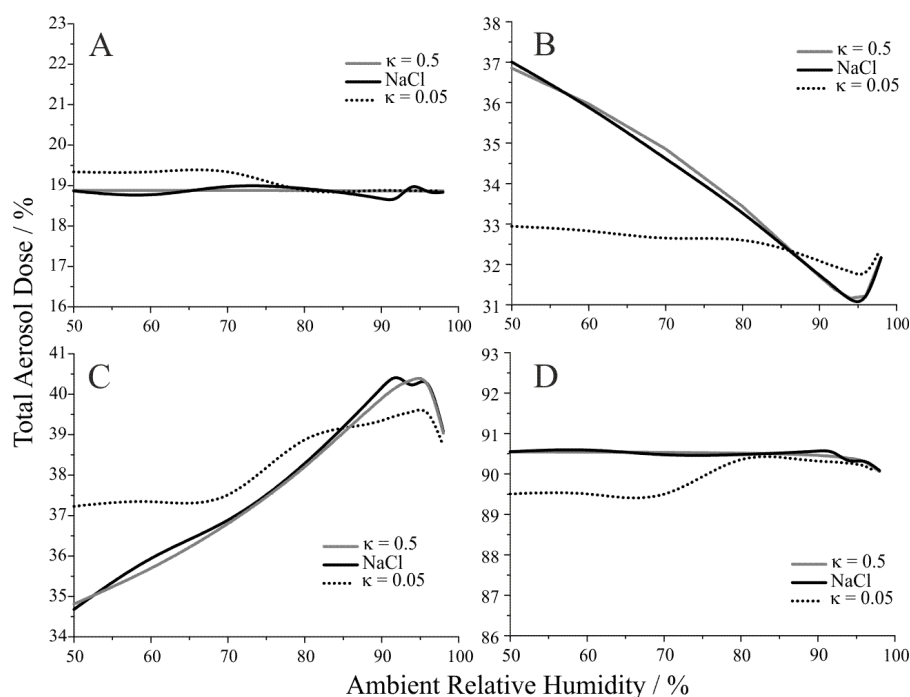 Total Aerosol Dose / %
A
23
22
21
20
19
18
17
16
50 60 70 80 90 100
κ = 0.5
NaCl
κ = 0.05
B
38
37
36
35
34
33
32
31
50 60 70 80 90 100
κ = 0.5
NaCl
κ = 0.05
C
41
40
39
38
37
36
35
34
50 60 70 80 90 100
κ = 0.5
NaCl
κ = 0.05
D
93
92
91
90
89
88
87
86
50 60 70 80 90 100
κ = 0.5
NaCl
κ = 0.05
Ambient Relative Humidity / %